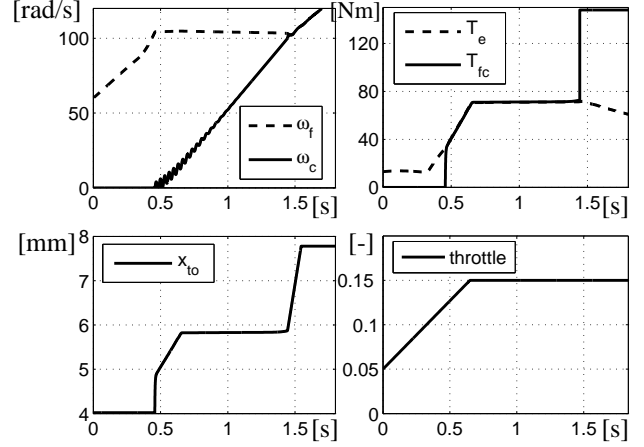 [rad/s]
100
50
0
0 0.5 1 1.5 [s]
ω_f
ω_c
[Nm]
120
80
40
0
0 0.5 1 1.5 [s]
T_e
T_fc
[mm]
8
7
6
5
4
0 0.5 1 1.5 [s]
x_to
[-]
0.15
0.1
0.05
0
0 0.5 1 1.5 [s]
throttle